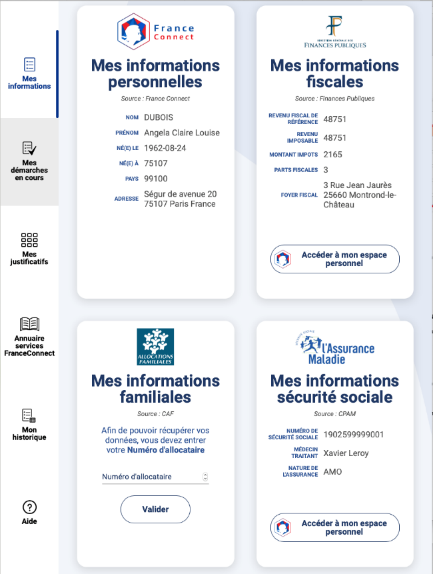 Mes
informations
Mes
démarches
en cours
Mes
justificatifs
Annuaire
services
FranceConnect
Mon
historique
Aide
France
Connect
Mes informations
personnelles
Source : France Connect
NOM DUBOIS
PRÉNOM Angela Claire Louise
NÉ(E) LE 1962-08-24
NÉ(E) À 75107
PAYS 99100
ADRESSE Ségur de avenue 20
75107 Paris France
FINANCES PUBLIQUES
Mes informations
fiscales
Source : Finances Publiques
REVENU FISCAL DE
RÉFÉRENCE 48751
REVENU
IMPOSABLE 48751
MONTANT IMPOTS 2165
PARTS FISCALES 3
FOYER FISCAL 3 Rue Jean Jaurès
25660 Montrond-le-
Château
Accéder à mon espace
personnel
ALLOCATIONS
FAMILIALES
Mes informations
familiales
Source : CAF
Afin de pouvoir récupérer vos
données, vous devez entrer
votre Numéro d'allocataire
Numéro d'allocataire
Valider
l'Assurance
Maladie
Mes informations
sécurité sociale
Source : CPAM
NUMÉRO DE
SÉCURITÉ SOCIALE 1902599999001
MÉDECIN
TRAITANT Xavier Leroy
NATURE DE
L'ASSURANCE AMO
Accéder à mon espace
personnel